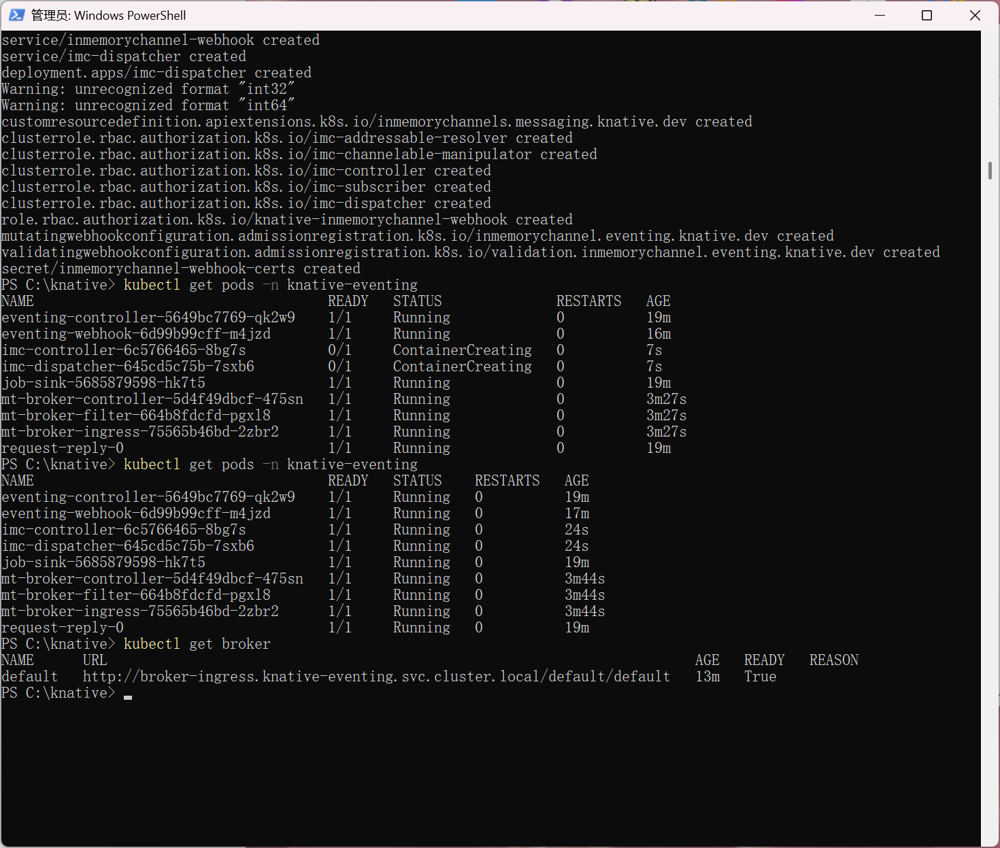 管理员: Windows PowerShell
service/inmemorychannel-webhook created
service/imc-dispatcher created
deployment.apps/imc-dispatcher created
Warning: unrecognized format "int32"
Warning: unrecognized format "int64"
customresourcedefinition.apiextensions.k8s.io/inmemorychannels.messaging.knative.dev created
clusterrole.rbac.authorization.k8s.io/imc-addressable-resolver created
clusterrole.rbac.authorization.k8s.io/imc-channelable-manipulator created
clusterrole.rbac.authorization.k8s.io/imc-controller created
clusterrole.rbac.authorization.k8s.io/imc-subscriber created
clusterrole.rbac.authorization.k8s.io/imc-dispatcher created
role.rbac.authorization.k8s.io/knative-inmemorychannel-webhook created
mutatingwebhookconfiguration.admissionregistration.k8s.io/inmemorychannel.eventing.knative.dev created
validatingwebhookconfiguration.admissionregistration.k8s.io/validation.inmemorychannel.eventing.knative.dev created
secret/inmemorychannel-webhook-certs created
PS C:\knative> kubectl get pods -n knative-eventing
NAME READY STATUS RESTARTS AGE
eventing-controller-5649bc7769-qk2w9 1/1 Running 0 19m
eventing-webhook-6d99b99cff-m4jzd 1/1 Running 0 16m
imc-controller-6c5766465-8bg7s 0/1 ContainerCreating 0 7s
imc-dispatcher-645cd5c75b-7sxb6 0/1 ContainerCreating 0 7s
job-sink-5685879598-hk7t5 1/1 Running 0 19m
mt-broker-controller-5d4f49dbcf-475sn 1/1 Running 0 3m27s
mt-broker-filter-664b8fdcfd-pgxl8 1/1 Running 0 3m27s
mt-broker-ingress-75565b46bd-2zbr2 1/1 Running 0 3m27s
request-reply-0 1/1 Running 0 19m
PS C:\knative> kubectl get pods -n knative-eventing
NAME READY STATUS RESTARTS AGE
eventing-controller-5649bc7769-qk2w9 1/1 Running 0 19m
eventing-webhook-6d99b99cff-m4jzd 1/1 Running 0 17m
imc-controller-6c5766465-8bg7s 1/1 Running 0 24s
imc-dispatcher-645cd5c75b-7sxb6 1/1 Running 0 24s
job-sink-5685879598-hk7t5 1/1 Running 0 19m
mt-broker-controller-5d4f49dbcf-475sn 1/1 Running 0 3m44s
mt-broker-filter-664b8fdcfd-pgxl8 1/1 Running 0 3m44s
mt-broker-ingress-75565b46bd-2zbr2 1/1 Running 0 3m44s
request-reply-0 1/1 Running 0 19m
PS C:\knative> kubectl get broker
NAME URL AGE READY REASON
default http://broker-ingress.knative-eventing.svc.cluster.local/default/default 13m True
PS C:\knative>